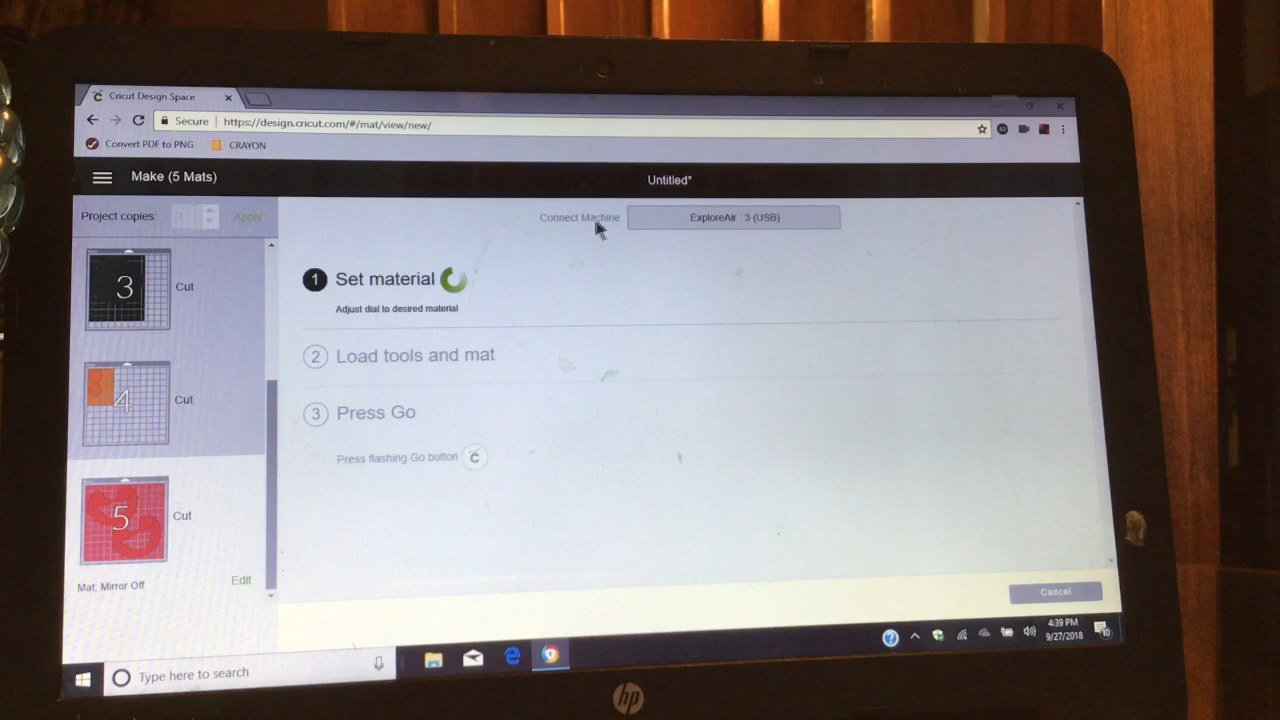 Cricut Design Space
Secure https://design.cricut.com/#/mat/view/new/
Convert PDF to PNG CRAYON
Make (5 Mats) Untitled*
Project copies: Apply
Connect Machine ExploreAir : 3 (USB)
3 Cut
4 Cut
5 Cut
Mat, Mirror Off Edit
1 Set material
Adjust dial to desired material
2 Load tools and mat
3 Press Go
Press flashing Go button
Cancel
Type here to search
4:39 PM
9/27/2018
10
hp